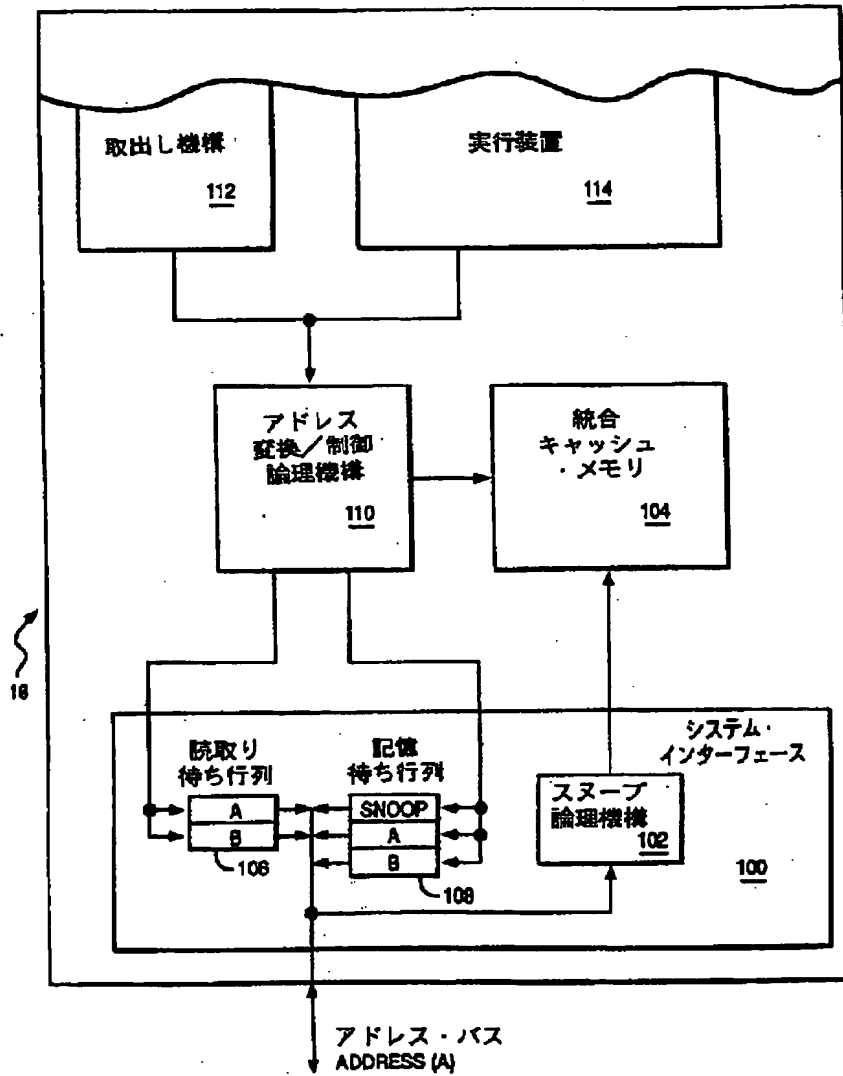 取出し機構
112
実行装置
114
アドレス
変換／制御
論理機構
110
統合
キャッシュ
・メモリ
104
16
読取り
待ち行列
A
B
106
記憶
待ち行列
SNOOP
A
B
108
システム・
インターフェース
スヌープ
論理機構
102
100
アドレス・バス
ADDRESS (A)